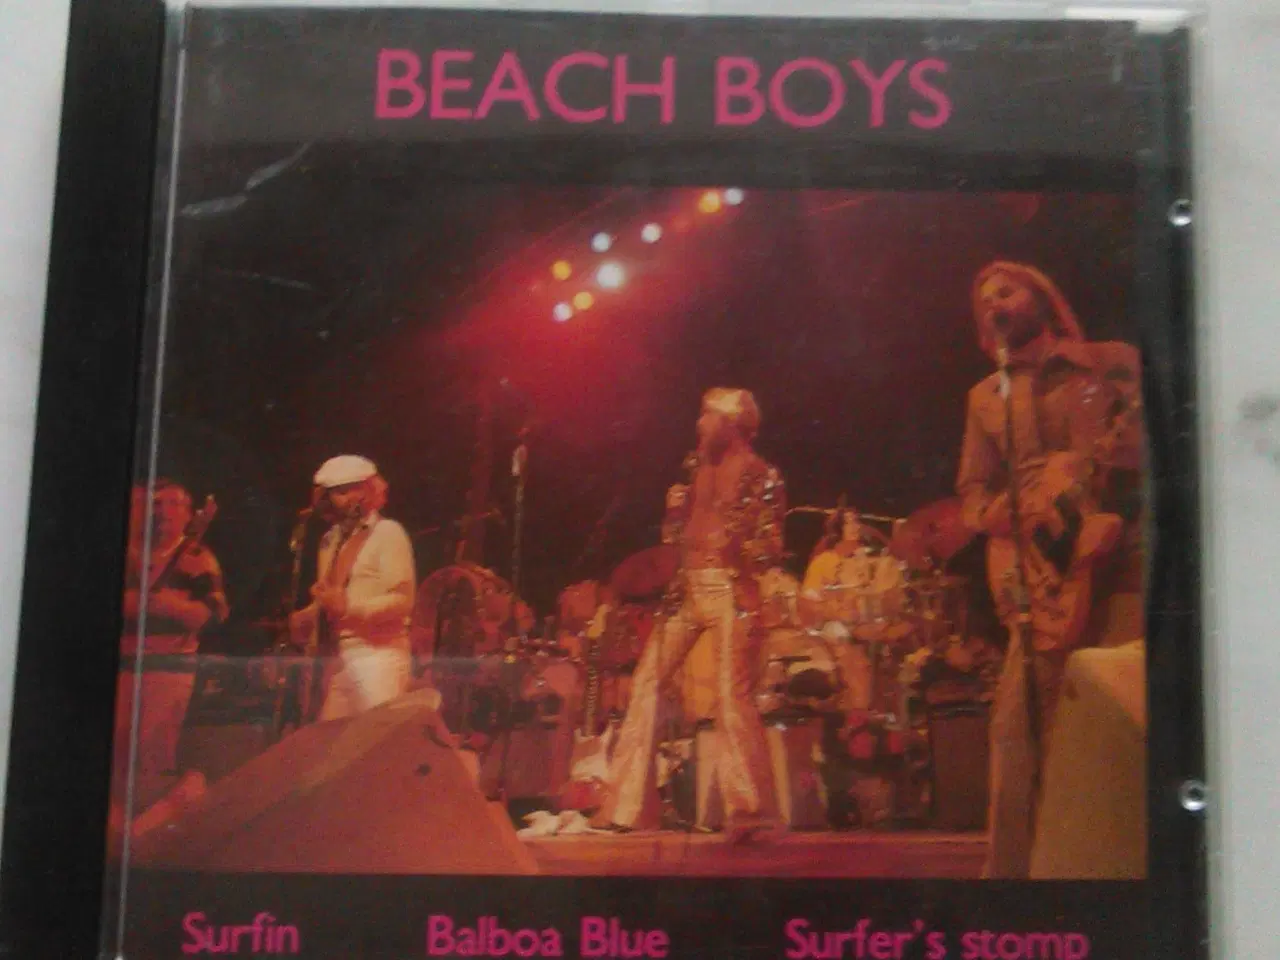 BEACH BOYS
Surfin Balboa Blue Surfer's stomp